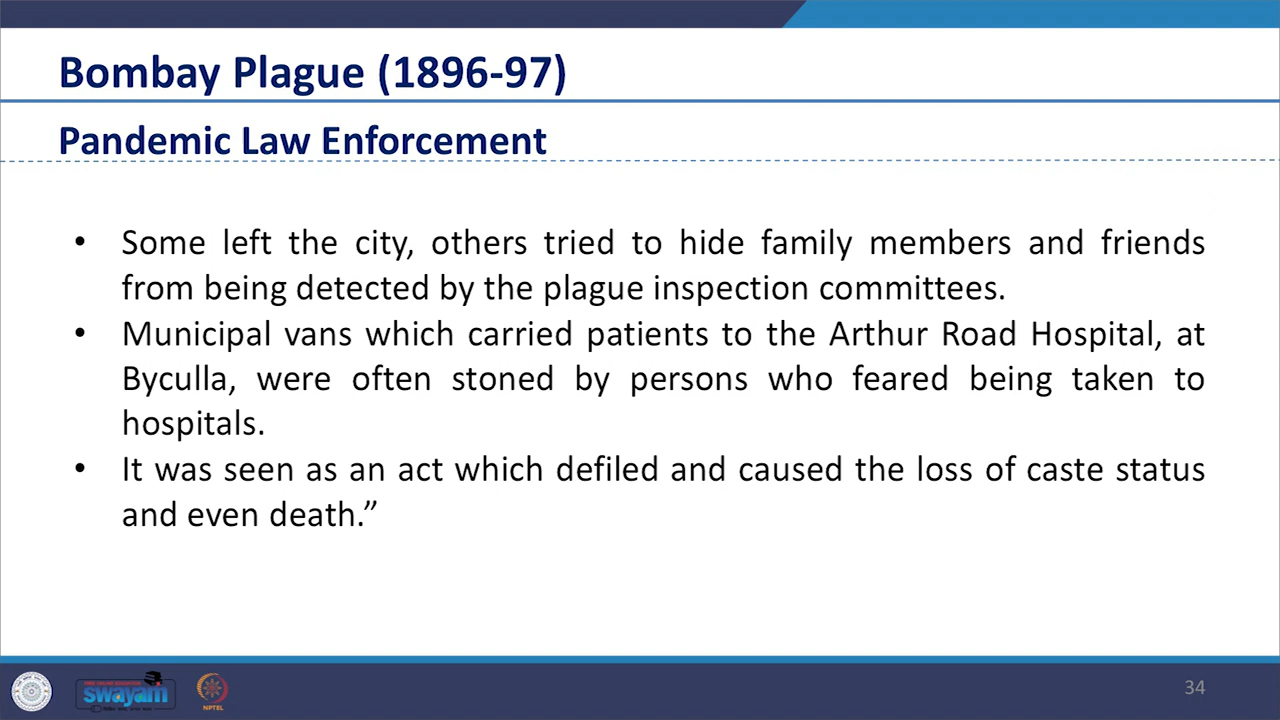 Bombay Plague (1896-97)
Pandemic Law Enforcement
• Some left the city, others tried to hide family members and friends
from being detected by the plague inspection committees.
• Municipal vans which carried patients to the Arthur Road Hospital, at
Byculla, were often stoned by persons who feared being taken to
hospitals.
• It was seen as an act which defiled and caused the loss of caste status
and even death.”
swayam
NPTEL
34